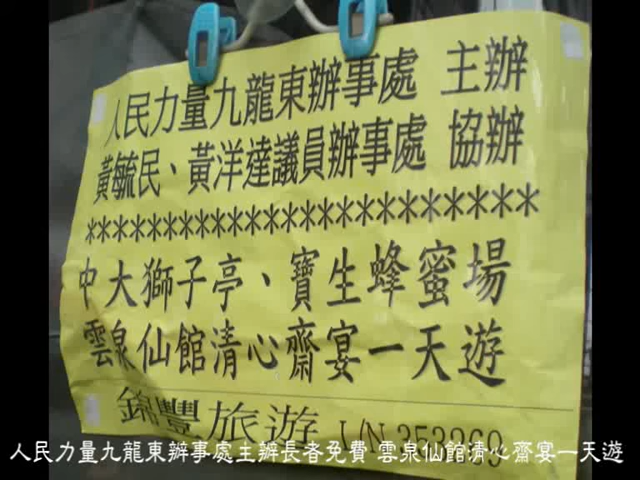 人民力量九龍東辦事處 主辦
黃毓民、黃洋達議員辦事處 協辦
***********************
中大獅子亭、寶生蜂蜜場
雲泉仙館清心齋宴一天遊
錦豐旅遊 L/N 353869
人民力量九龍東辦事處主辦長者免費 雲泉仙館清心齋宴一天遊